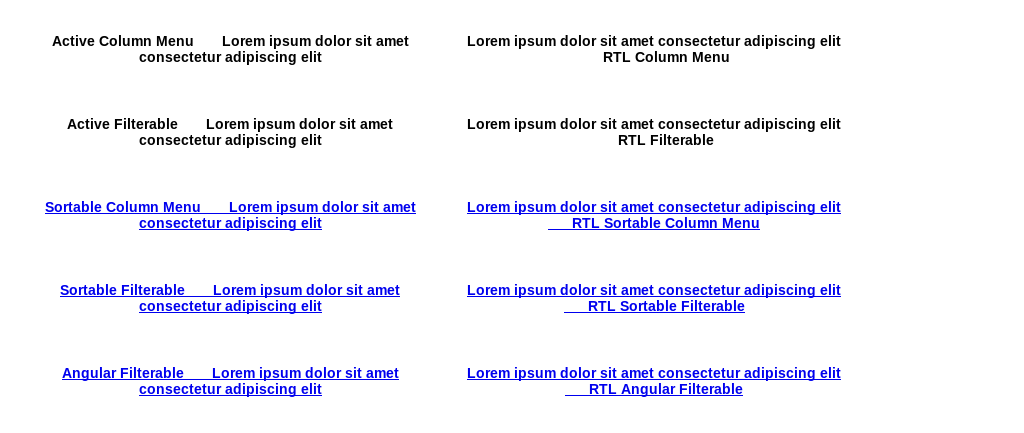 Active Column Menu Lorem ipsum dolor sit amet
consectetur adipiscing elit
Lorem ipsum dolor sit amet consectetur adipiscing elit
RTL Column Menu
Active Filterable Lorem ipsum dolor sit amet
consectetur adipiscing elit
Lorem ipsum dolor sit amet consectetur adipiscing elit
RTL Filterable
Sortable Column Menu Lorem ipsum dolor sit amet
consectetur adipiscing elit
Lorem ipsum dolor sit amet consectetur adipiscing elit
RTL Sortable Column Menu
Sortable Filterable Lorem ipsum dolor sit amet
consectetur adipiscing elit
Lorem ipsum dolor sit amet consectetur adipiscing elit
RTL Sortable Filterable
Angular Filterable Lorem ipsum dolor sit amet
consectetur adipiscing elit
Lorem ipsum dolor sit amet consectetur adipiscing elit
RTL Angular Filterable